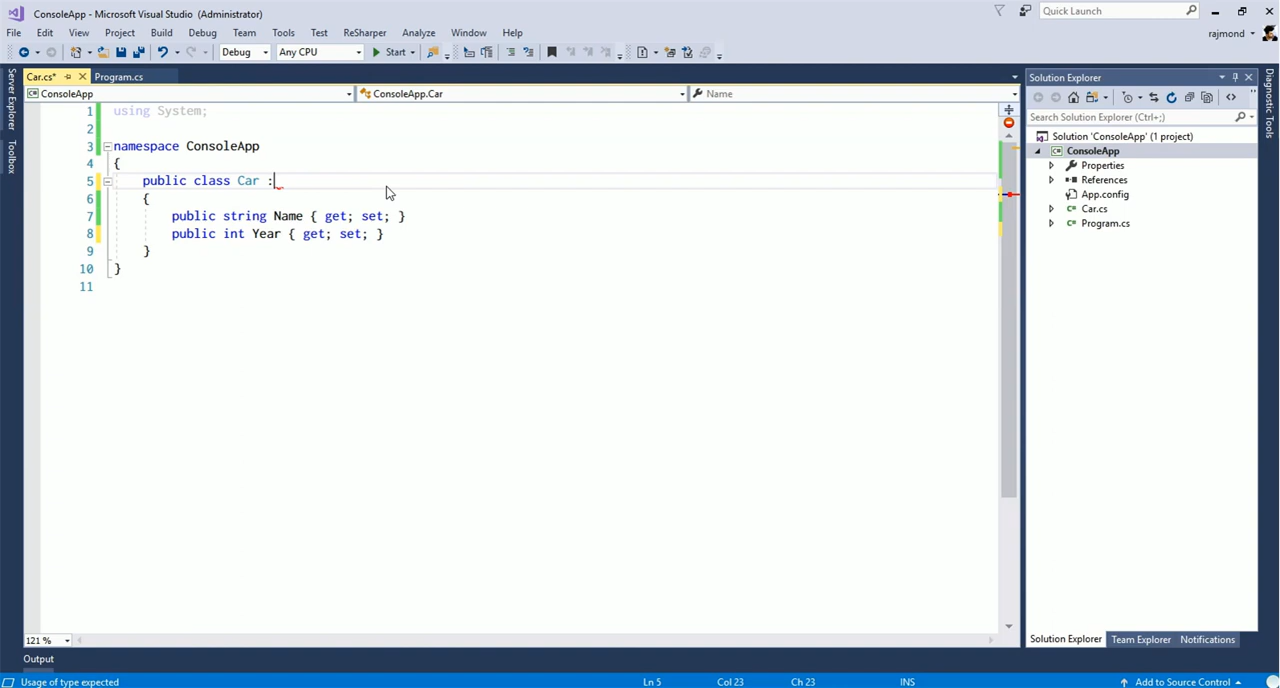 ConsoleApp - Microsoft Visual Studio (Administrator)
Quick Launch
File Edit View Project Build Debug Team Tools Test ReSharper Analyze Window Help
rajmond
Debug Any CPU Start
Car.cs* Program.cs
ConsoleApp ConsoleApp.Car Name
1 using System;
2
3 namespace ConsoleApp
4 {
5 public class Car :
6 {
7 public string Name { get; set; }
8 public int Year { get; set; }
9 }
10 }
11
121 %
Server Explorer
Toolbox
Solution Explorer
Search Solution Explorer (Ctrl+;)
Solution 'ConsoleApp' (1 project)
ConsoleApp
Properties
References
App.config
Car.cs
Program.cs
Diagnostic Tools
Solution Explorer Team Explorer Notifications
Output
Usage of type expected Ln 5 Col 23 Ch 23 INS Add to Source Control